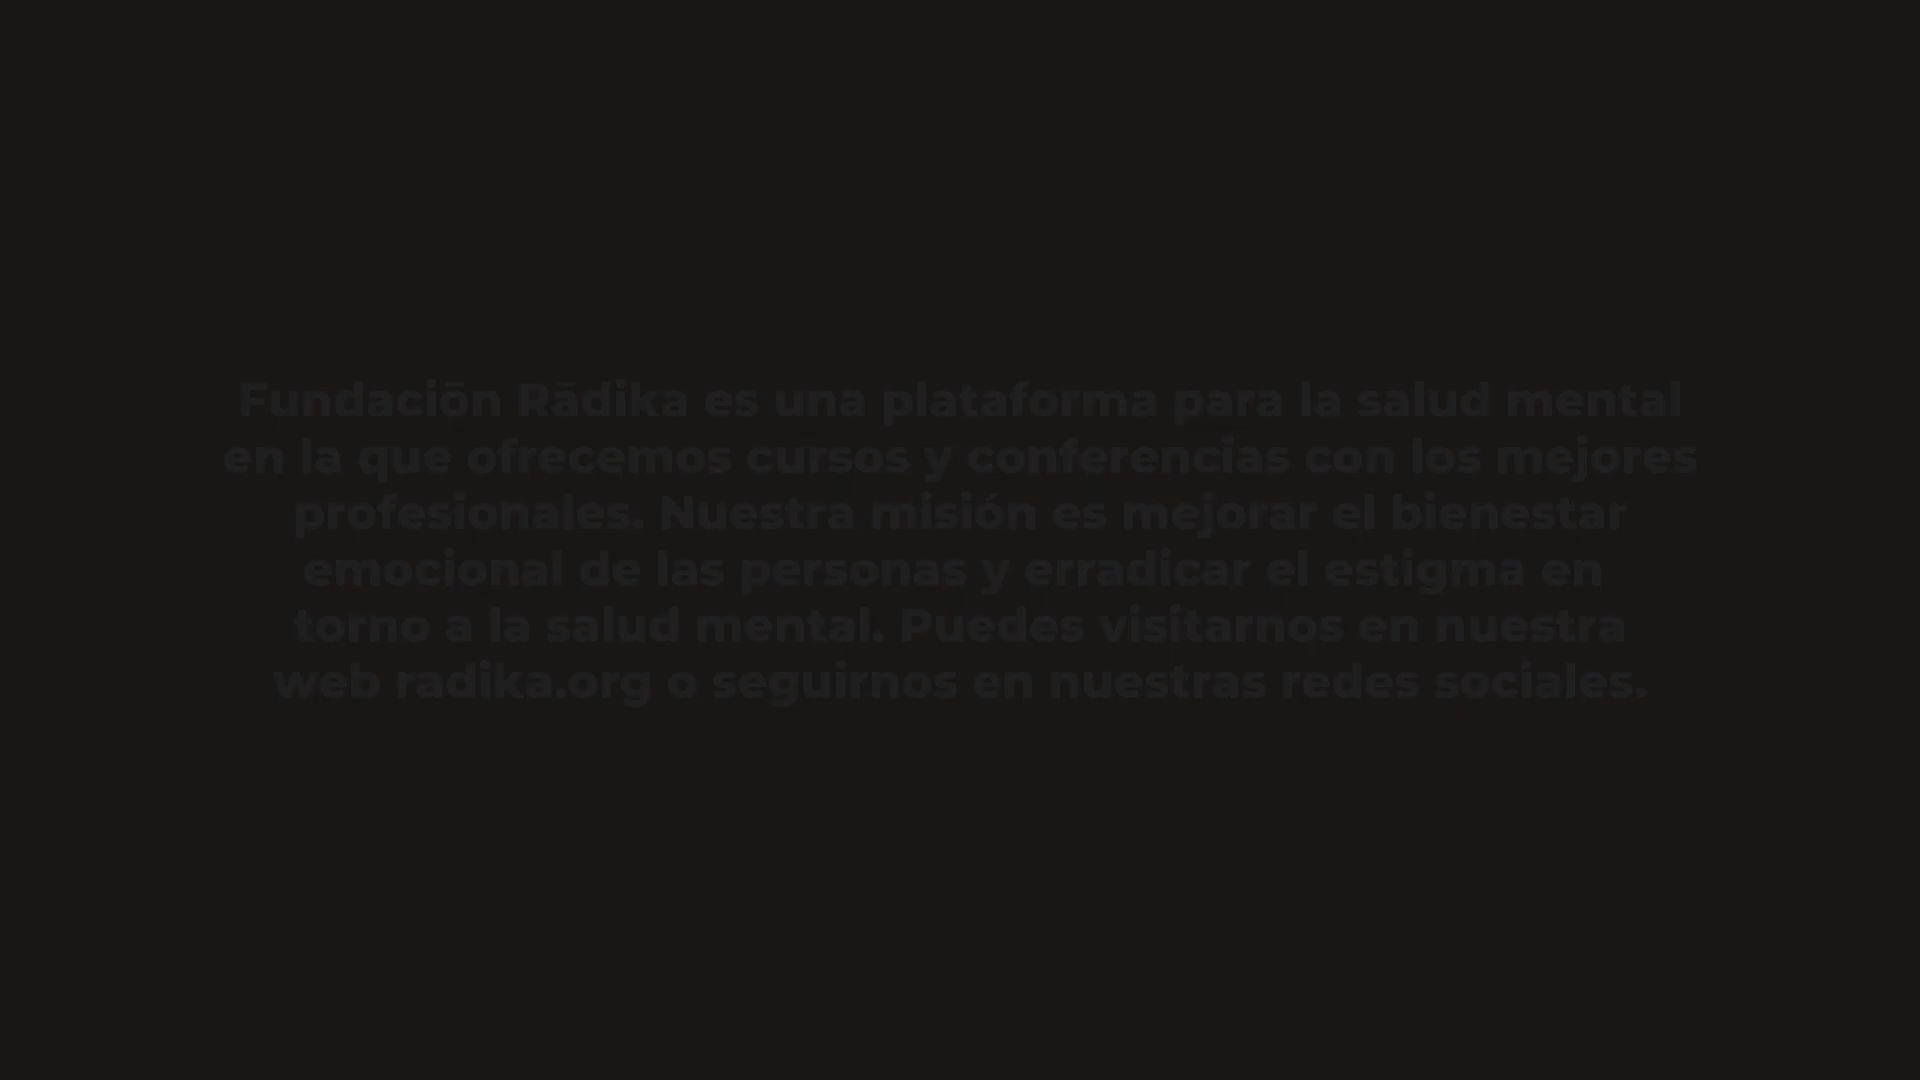 Fundación Rādika es una plataforma para la salud mental
en la que ofrecemos cursos y conferencias con los mejores
profesionales. Nuestra misión es mejorar el bienestar
emocional de las personas y erradicar el estigma en
torno a la salud mental. Puedes visitarnos en nuestra
web radika.org o seguirnos en nuestras redes sociales.